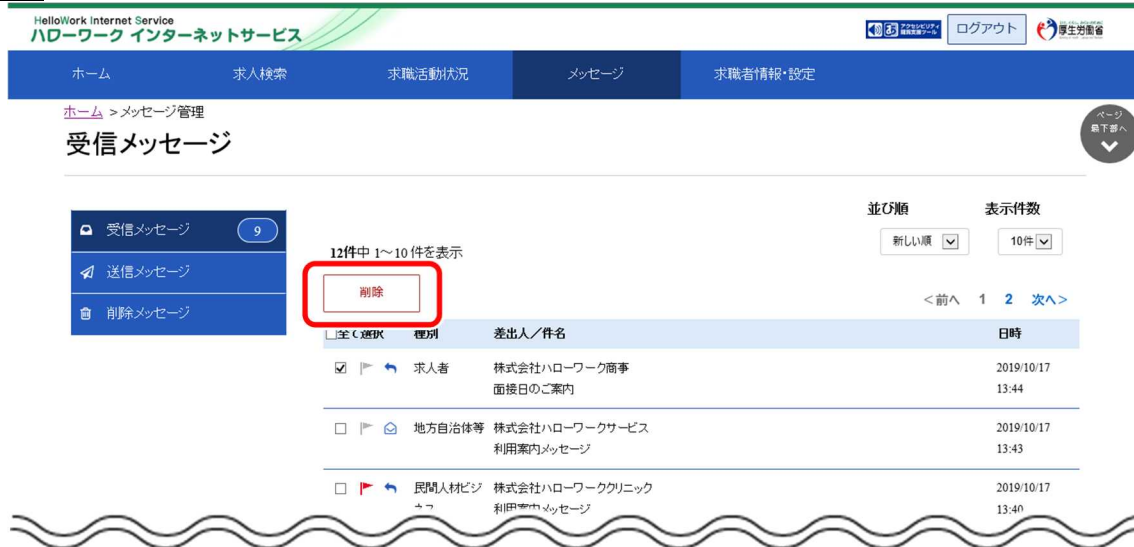 HelloWork Internet Service
ハローワーク インターネットサービス
アクセシビリティ
閲覧支援ツール
ログアウト
厚生労働省
ホーム 求人検索 求職活動状況 メッセージ 求職者情報・設定
ホーム >メッセージ管理
ページ
最下部へ
受信メッセージ
並び順 表示件数
受信メッセージ 9
新しい順 10件
12件中 1～10 件を表示
送信メッセージ
削除
<前へ 1 2 次へ>
削除メッセージ
全て選択 種別 差出人／件名 日時
求人者 株式会社ハローワーク商事 2019/10/17
面接日のご案内 13:44
地方自治体等 株式会社ハローワークサービス 2019/10/17
利用案内メッセージ 13:43
民間人材ビジ 株式会社ハローワーククリニック 2019/10/17
利用案内メッセージ 13:40